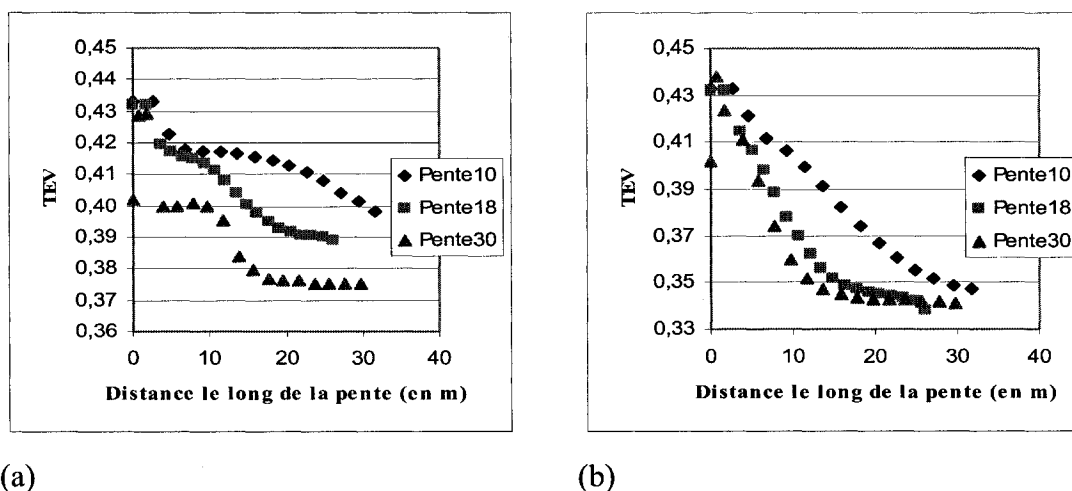 0,45
0,44
0,43
0,42
0,41
0,40
0,39
0,38
0,37
0,36
TEV
0 10 20 30 40
Distance le long de la pente (en m)
Pente10
Pente18
Pente30
(a)
0,45
0,43
0,41
0,39
0,37
0,35
0,33
TEV
0 10 20 30 40
Distance le long de la pente (en m)
Pente10
Pente18
Pente30
(b)